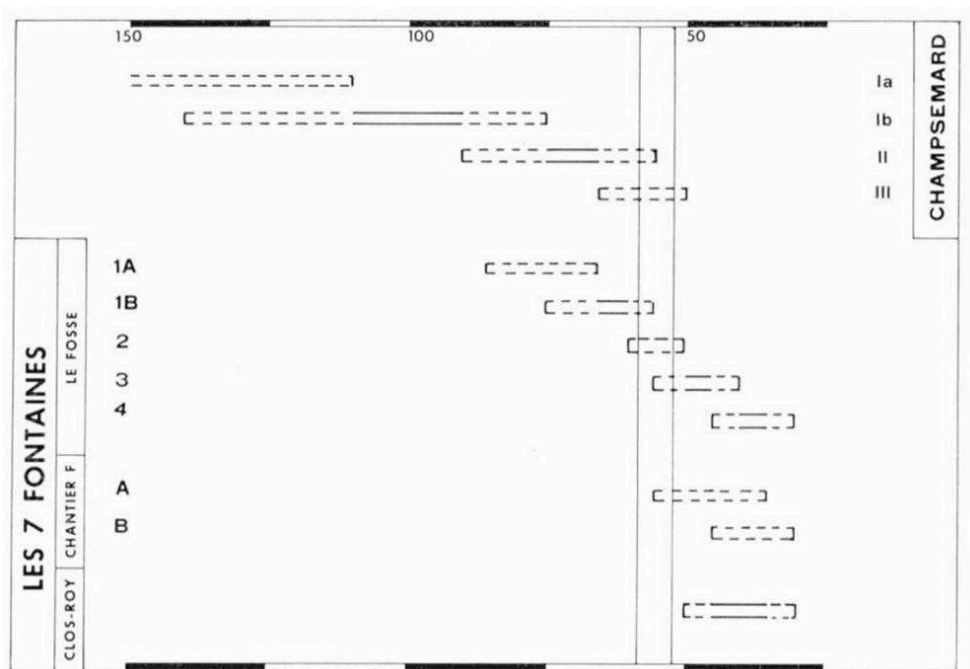 150 100 50
Ia
Ib
II
III
CHAMPSEMARD
LES 7 FONTAINES
LE FOSSE
1A
1B
2
3
4
CHANTIER F
A
B
CLOS-ROY